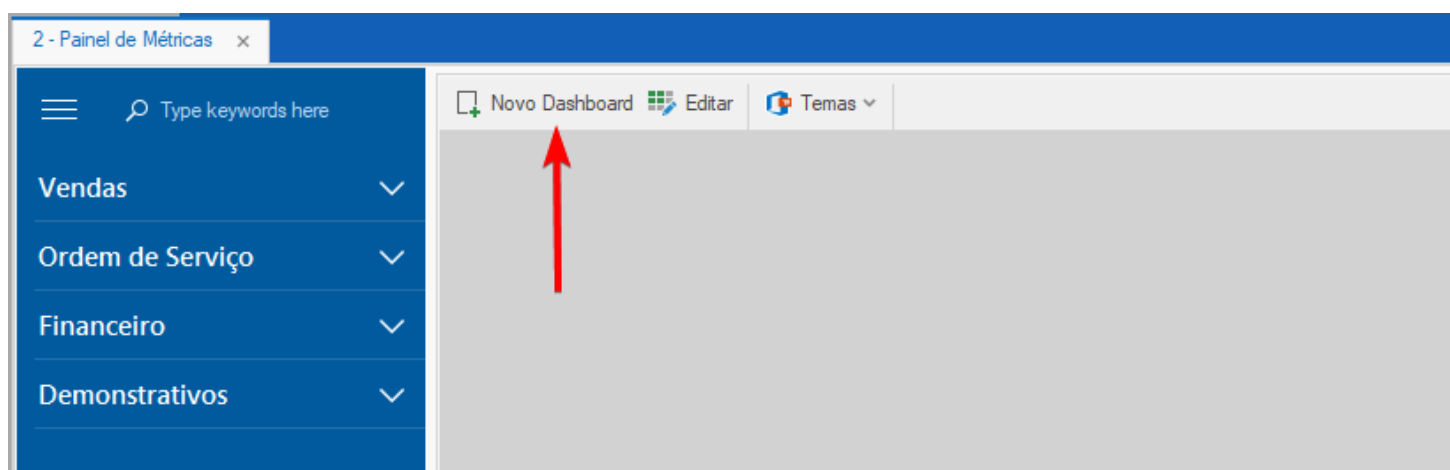 2 - Painel de Métricas
Type keywords here
Novo Dashboard Editar Temas
Vendas
Ordem de Serviço
Financeiro
Demonstrativos